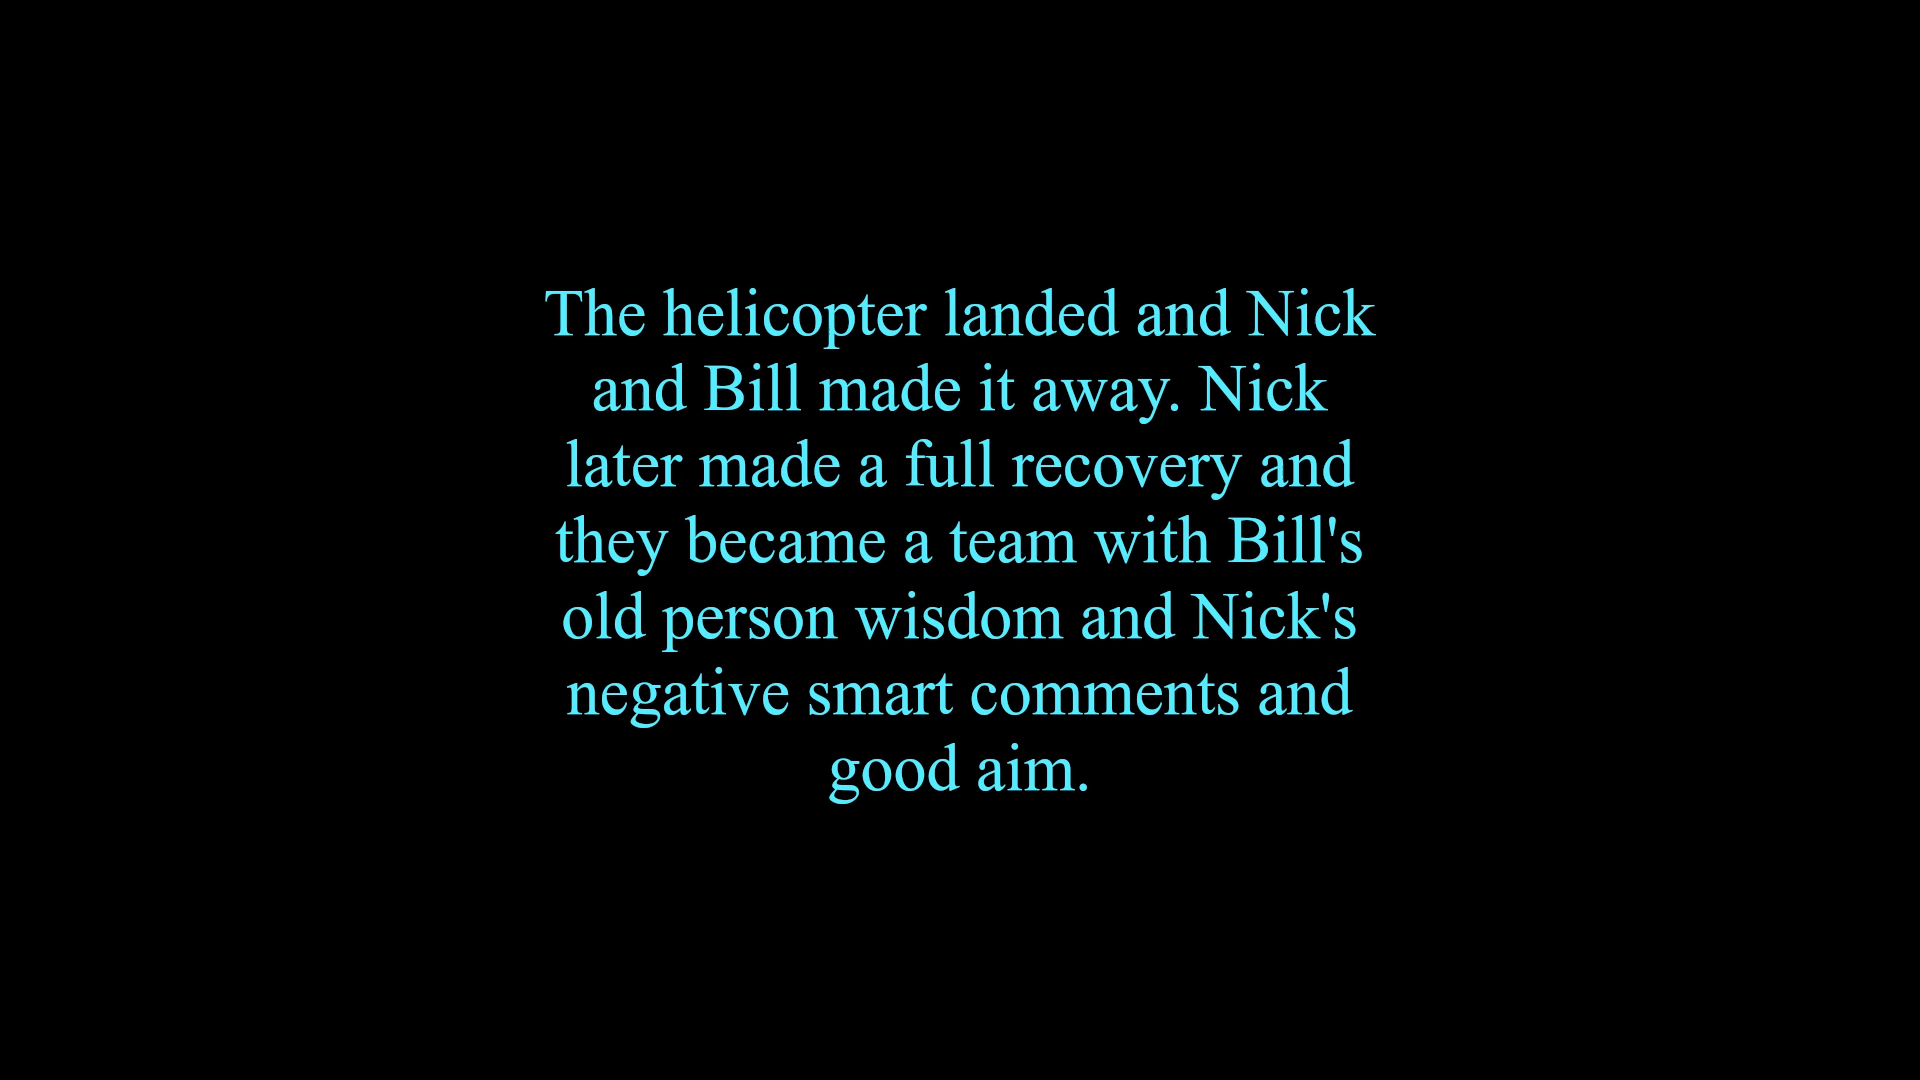 The helicopter landed and Nick
and Bill made it away. Nick
later made a full recovery and
they became a team with Bill's
old person wisdom and Nick's
negative smart comments and
good aim.